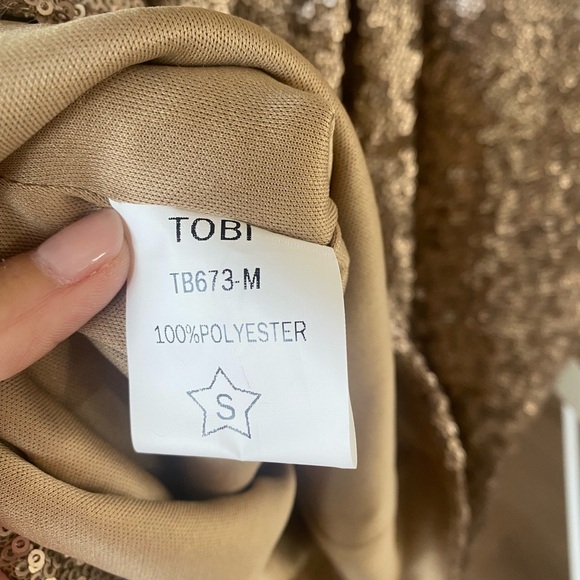 TOBI
TB673-M
100%POLYESTER
S